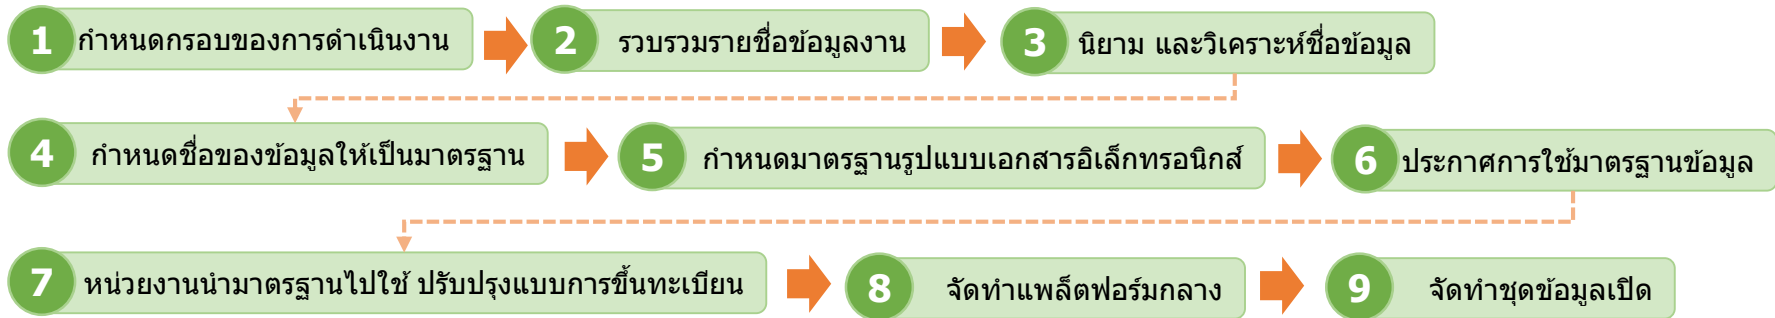 1 กำหนดกรอบของการดำเนินงาน
2 รวบรวมรายชื่อข้อมูลงาน
3 นิยาม และวิเคราะห์ชื่อข้อมูล
4 กำหนดชื่อของข้อมูลให้เป็นมาตรฐาน
5 กำหนดมาตรฐานรูปแบบเอกสารอิเล็กทรอนิกส์
6 ประกาศการใช้มาตรฐานข้อมูล
7 หน่วยงานนำมาตรฐานไปใช้ ปรับปรุงแบบการขึ้นทะเบียน
8 จัดทำแพล็ตฟอร์มกลาง
9 จัดทำชุดข้อมูลเปิด